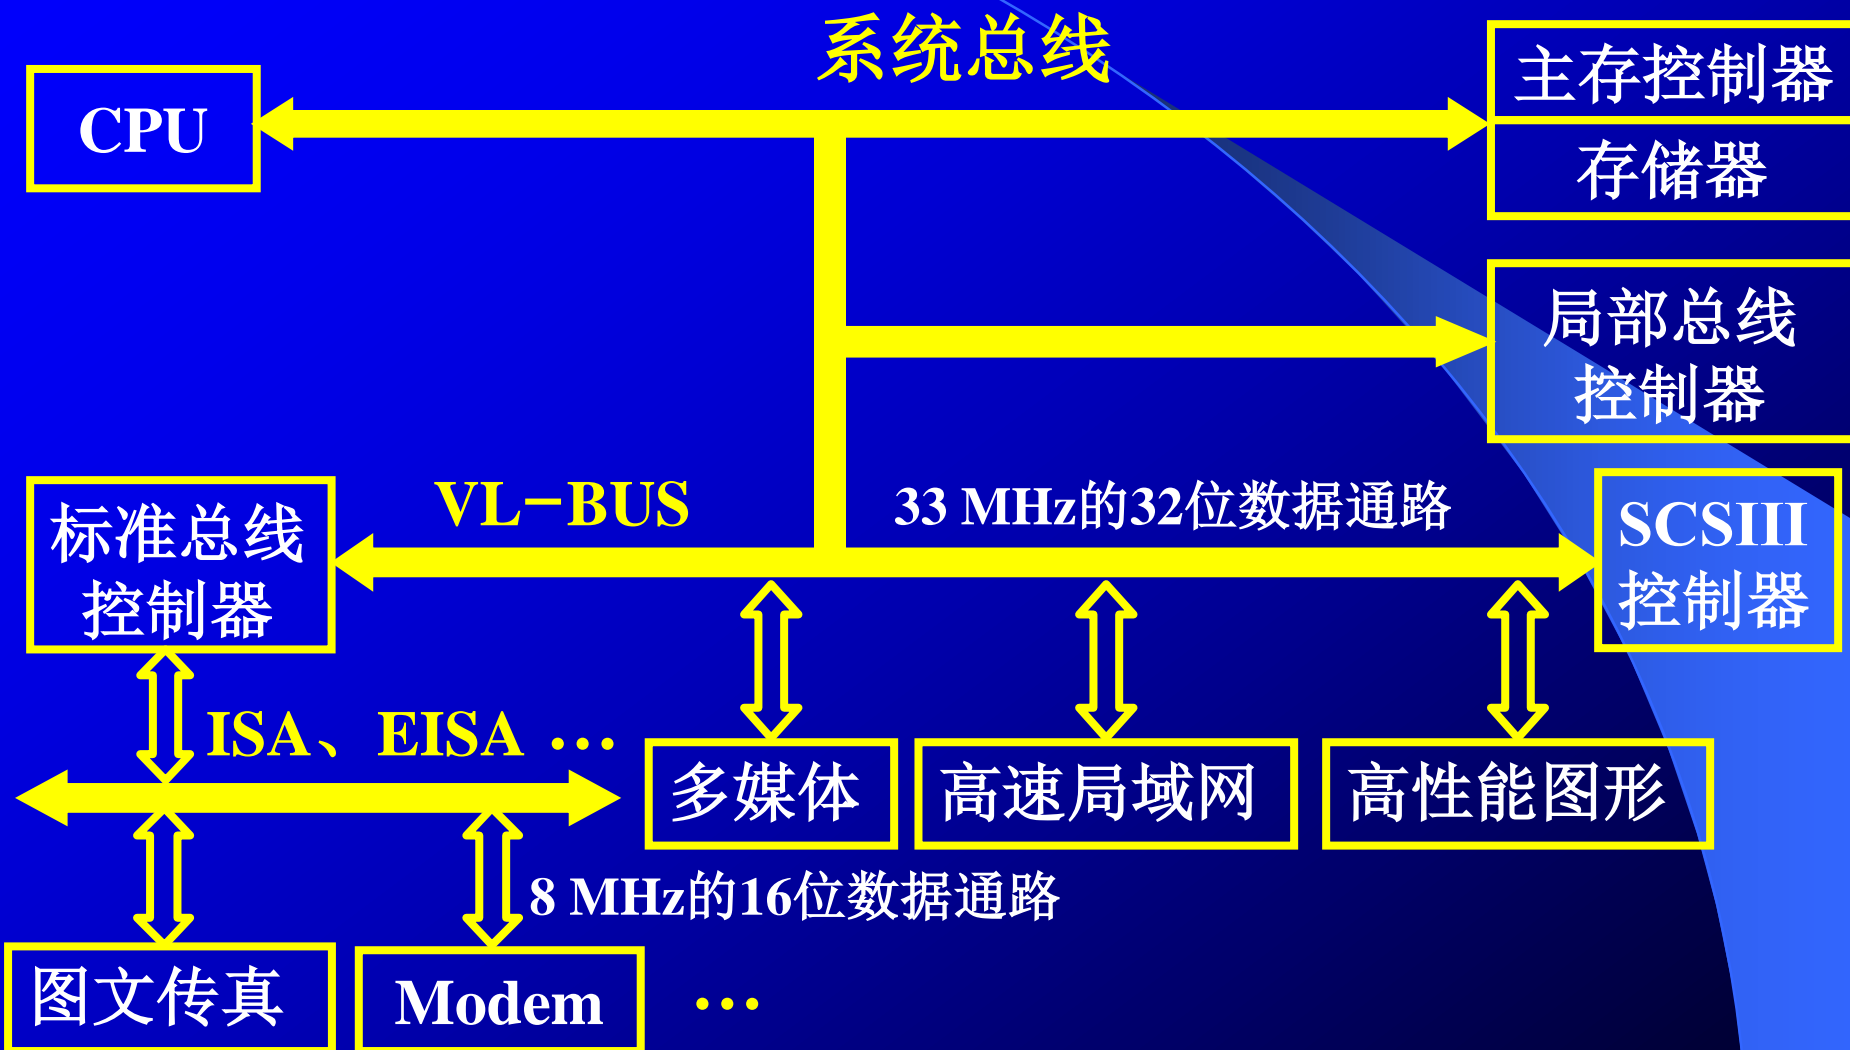 系统总线
CPU
主存控制器
存储器
局部总线
控制器
标准总线
控制器
VL-BUS
33 MHz的32位数据通路
SCSIII
控制器
ISA、EISA …
多媒体
高速局域网
高性能图形
8 MHz的16位数据通路
图文传真
Modem
…